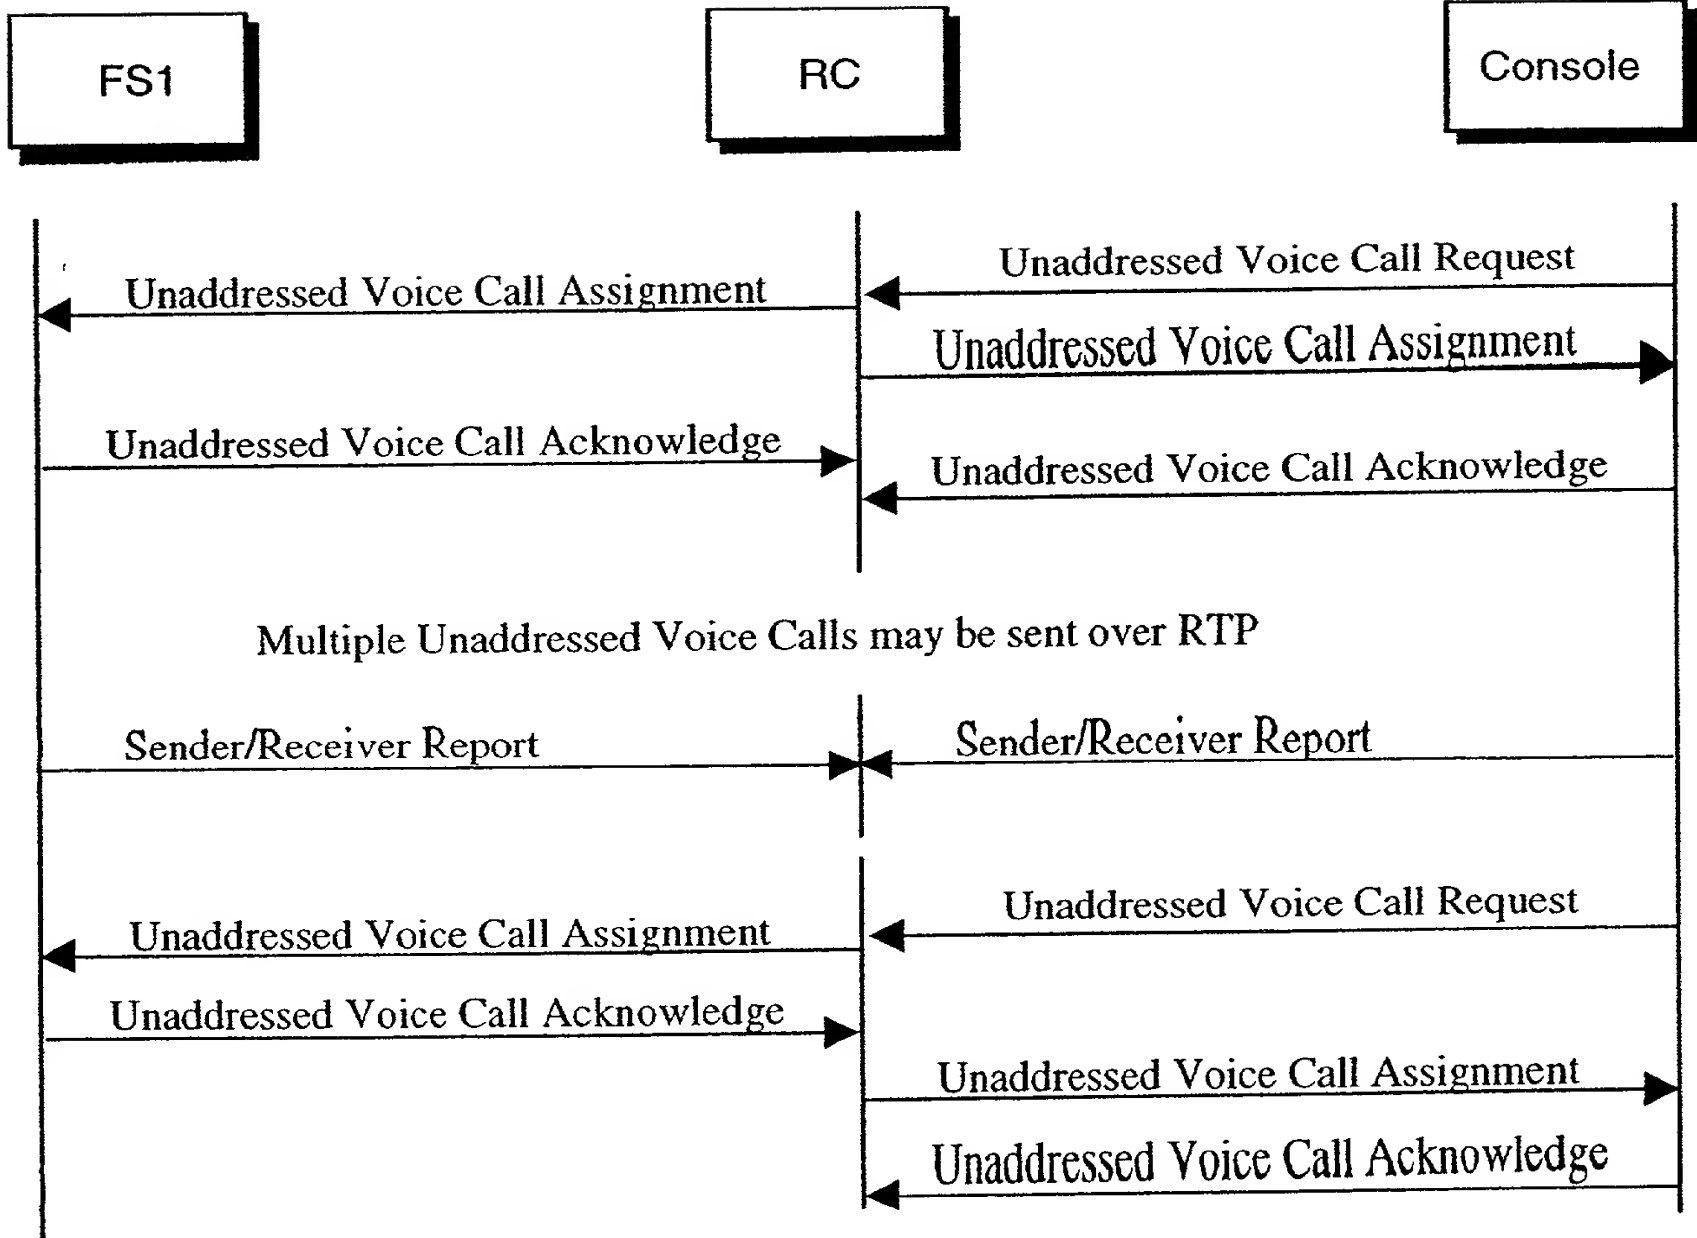 FS1
RC
Console
Unaddressed Voice Call Request
Unaddressed Voice Call Assignment
Unaddressed Voice Call Assignment
Unaddressed Voice Call Acknowledge
Unaddressed Voice Call Acknowledge
Multiple Unaddressed Voice Calls may be sent over RTP
Sender/Receiver Report
Sender/Receiver Report
Unaddressed Voice Call Request
Unaddressed Voice Call Assignment
Unaddressed Voice Call Acknowledge
Unaddressed Voice Call Assignment
Unaddressed Voice Call Acknowledge